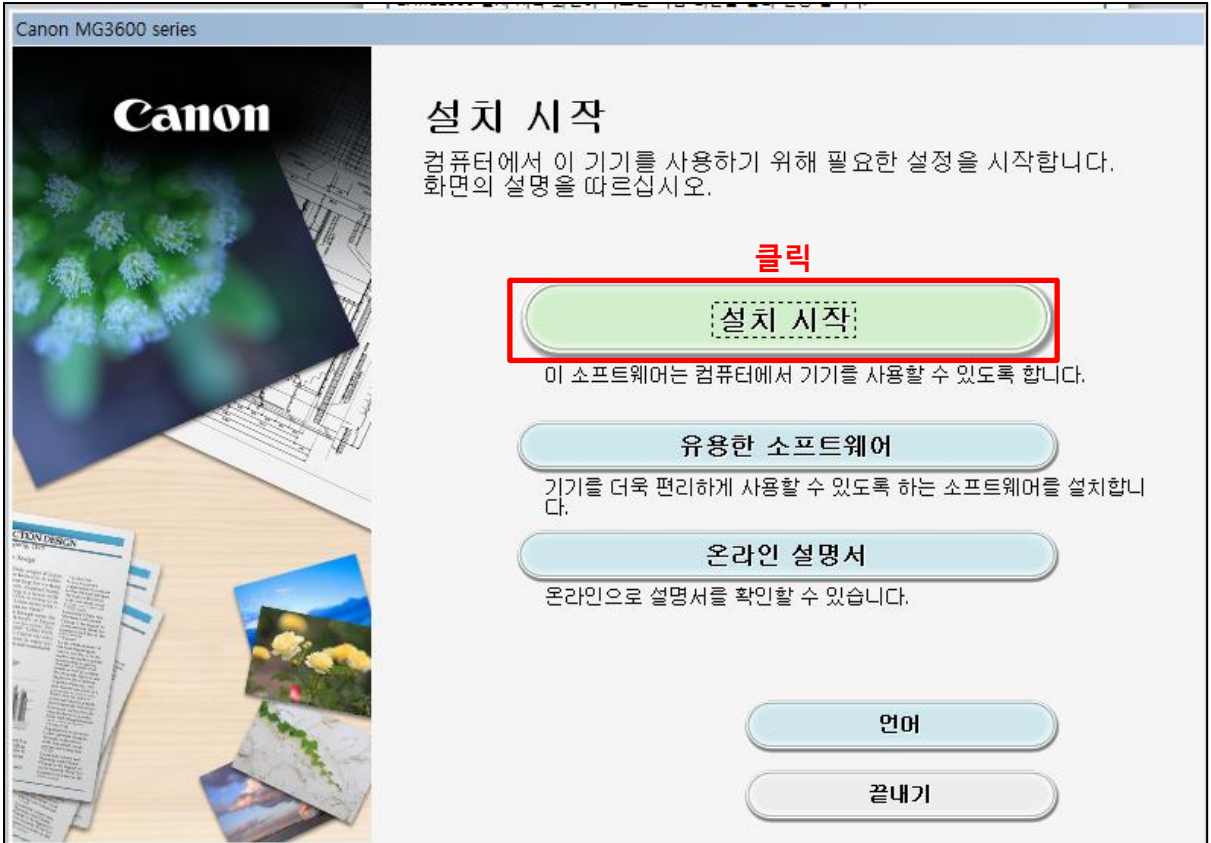 Canon MG3600 series
Canon
설치 시작
컴퓨터에서 이 기기를 사용하기 위해 필요한 설정을 시작합니다.
화면의 설명을 따르십시오.
클릭
설치 시작
이 소프트웨어는 컴퓨터에서 기기를 사용할 수 있도록 합니다.
유용한 소프트웨어
기기를 더욱 편리하게 사용할 수 있도록 하는 소프트웨어를 설치합니
다.
온라인 설명서
온라인으로 설명서를 확인할 수 있습니다.
언어
끝내기